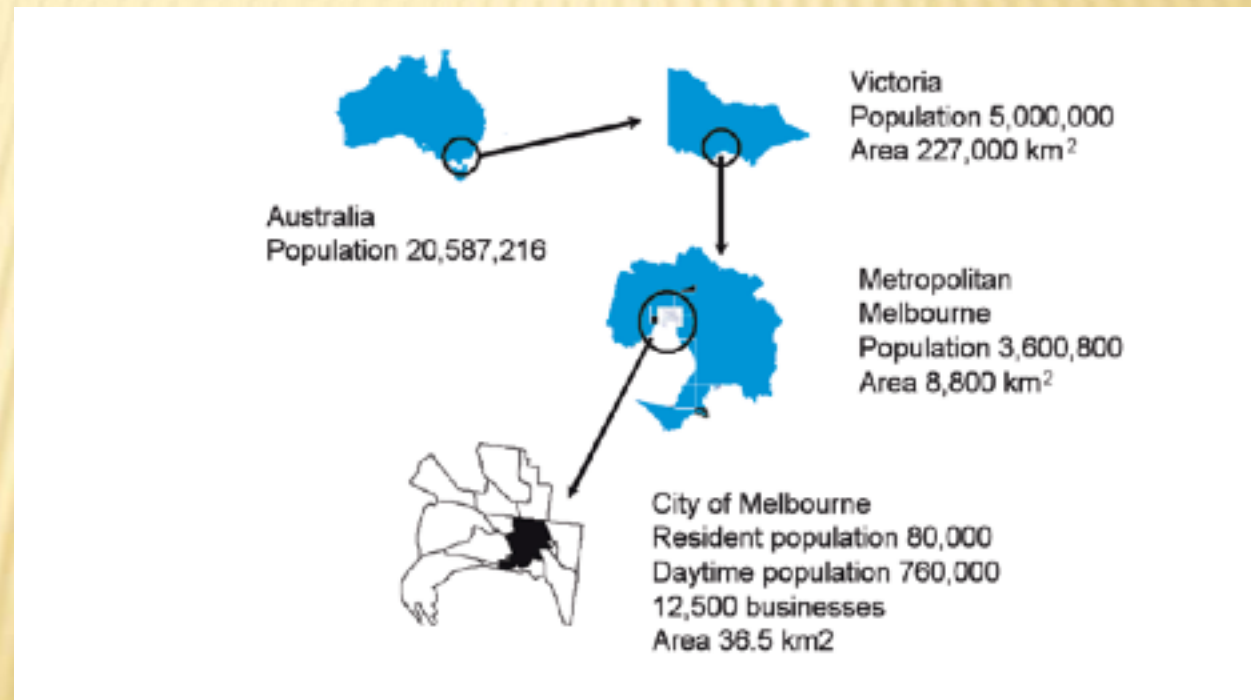 Australia
Population 20,587,216
Victoria
Population 5,000,000
Area 227,000 km²
Metropolitan
Melbourne
Population 3,600,800
Area 8,800 km²
City of Melbourne
Resident population 80,000
Daytime population 760,000
12,500 businesses
Area 36.5 km2